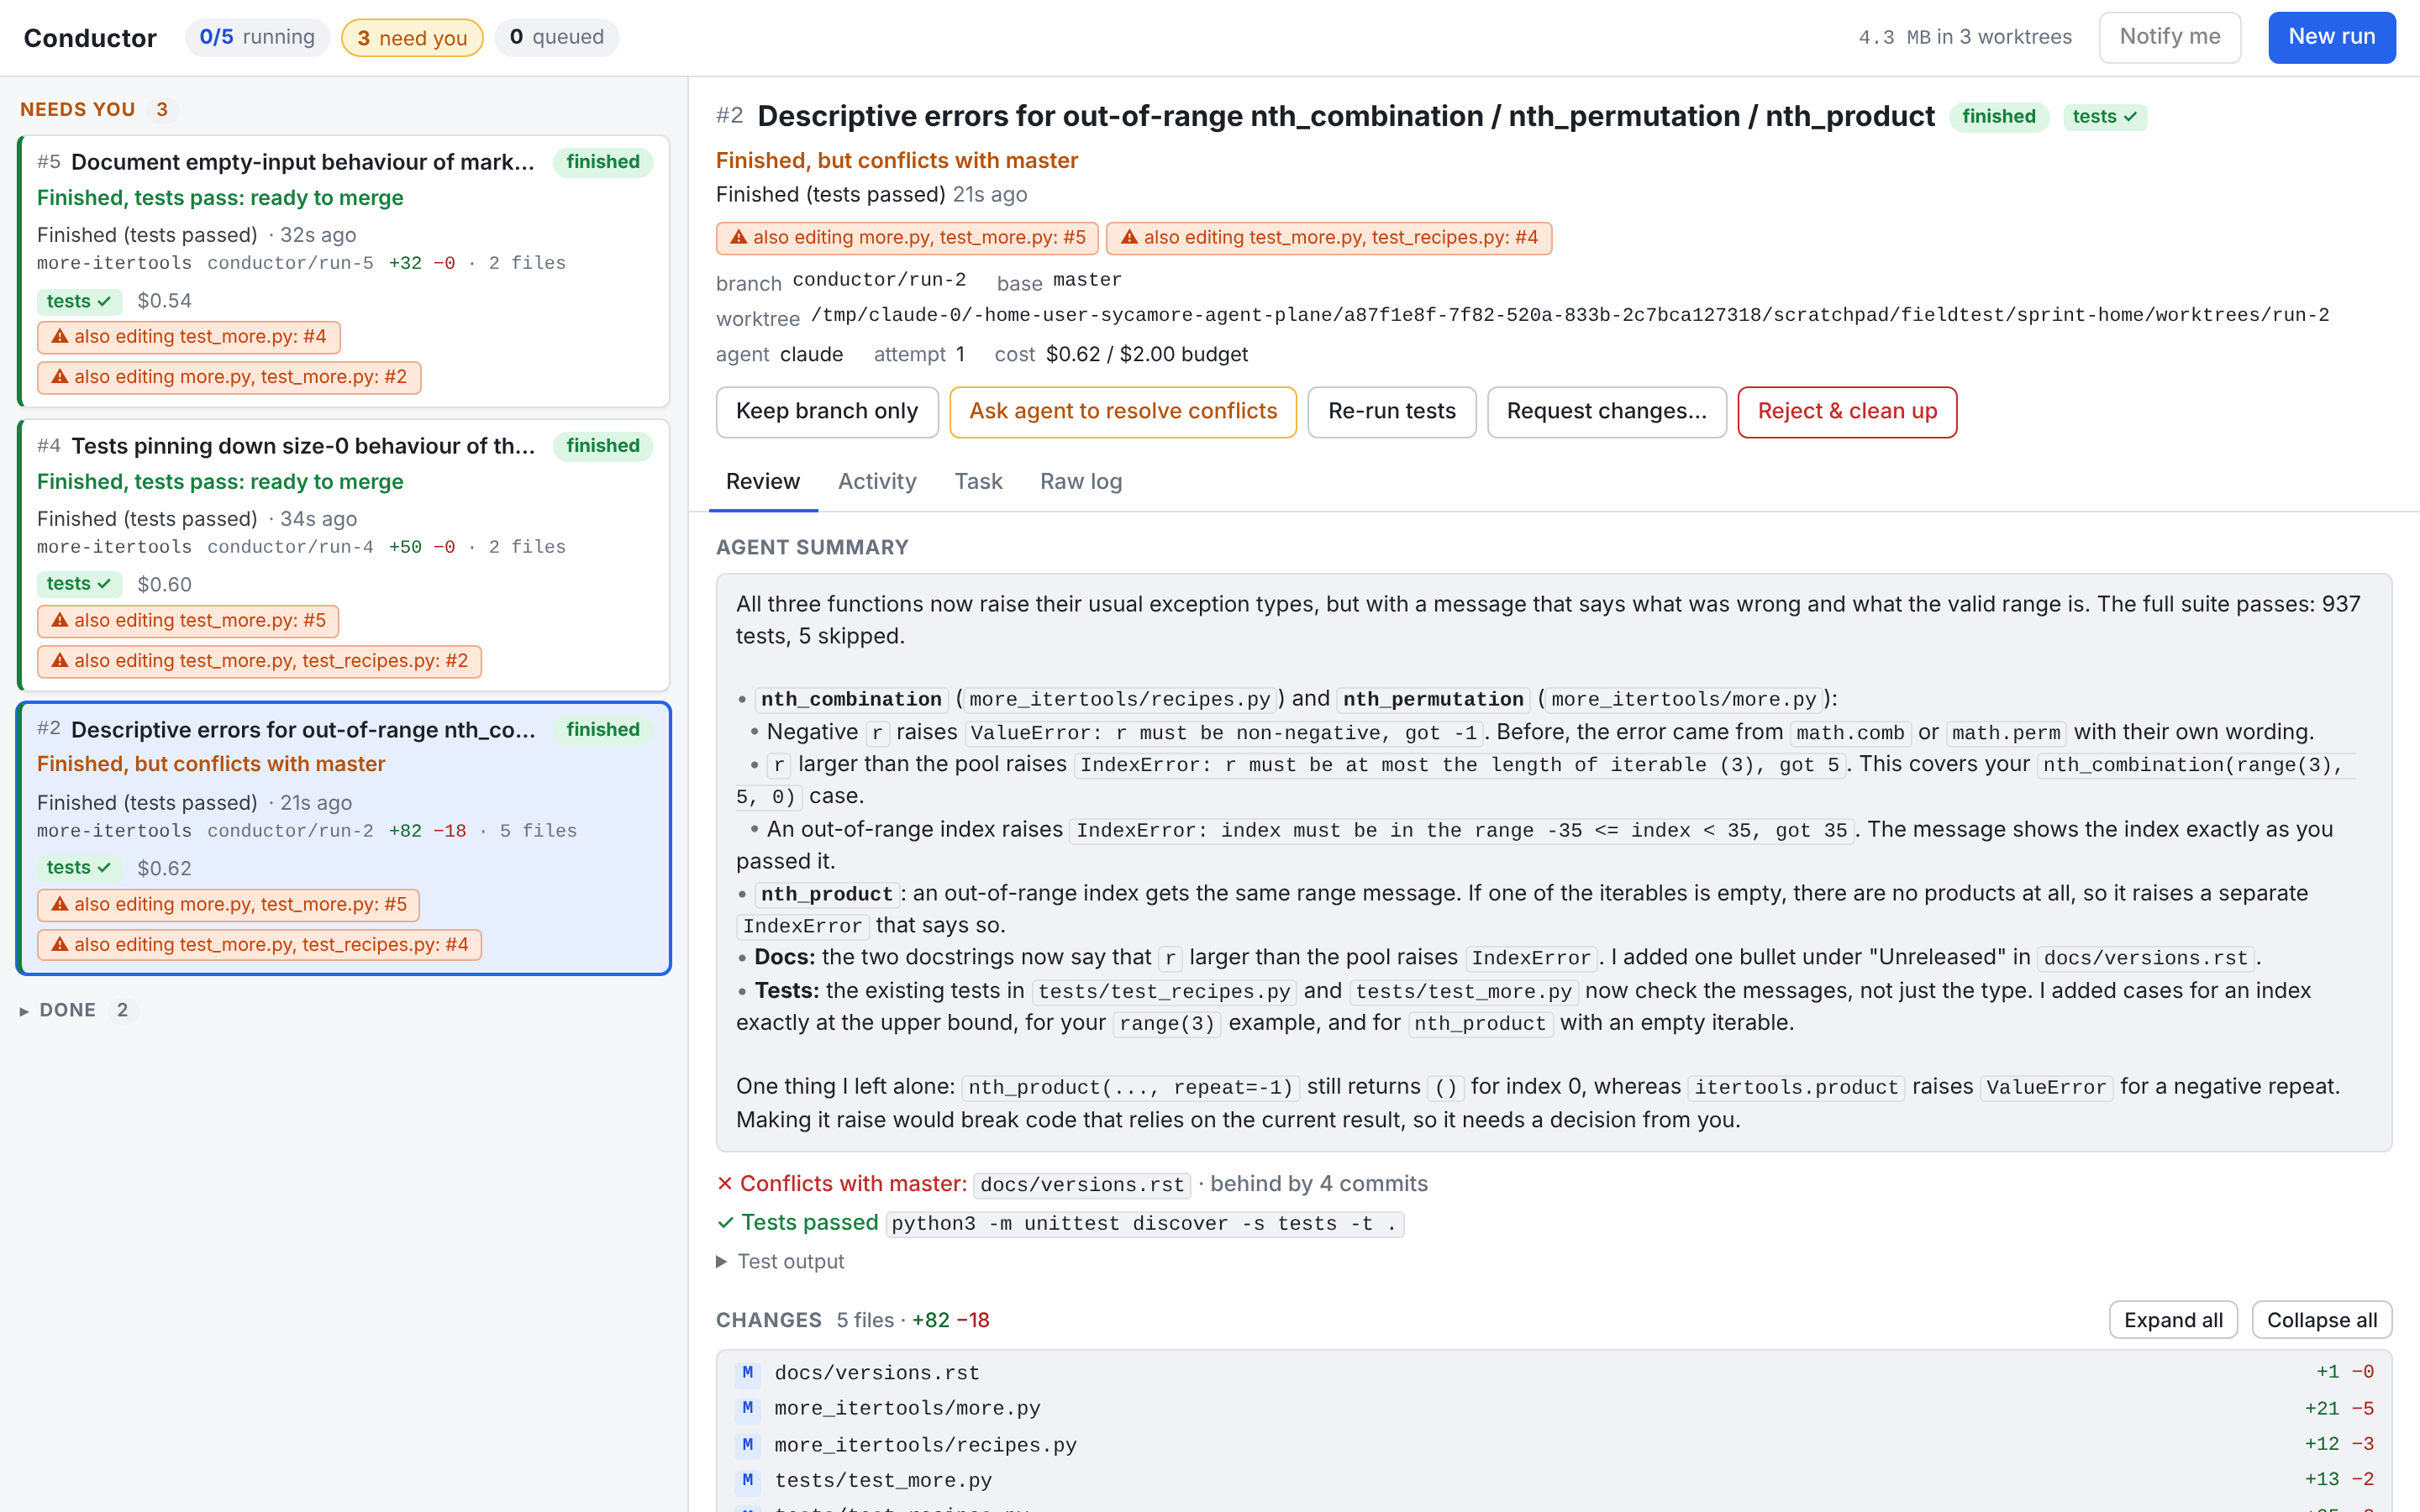 Conductor 0/5 running 3 need you 0 queued 4.3 MB in 3 worktrees Notify me New run
NEEDS YOU 3
#5 Document empty-input behaviour of mark... finished
Finished, tests pass: ready to merge
Finished (tests passed) · 32s ago
more-itertools conductor/run-5 +32 −0 · 2 files
tests ✓ $0.54
⚠ also editing test_more.py: #4
⚠ also editing more.py, test_more.py: #2
#4 Tests pinning down size-0 behaviour of th... finished
Finished, tests pass: ready to merge
Finished (tests passed) · 34s ago
more-itertools conductor/run-4 +50 −0 · 2 files
tests ✓ $0.60
⚠ also editing test_more.py: #5
⚠ also editing test_more.py, test_recipes.py: #2
#2 Descriptive errors for out-of-range nth_co... finished
Finished, but conflicts with master
Finished (tests passed) · 21s ago
more-itertools conductor/run-2 +82 −18 · 5 files
tests ✓ $0.62
⚠ also editing more.py, test_more.py: #5
⚠ also editing test_more.py, test_recipes.py: #4
▸ DONE 2
#2 Descriptive errors for out-of-range nth_combination / nth_permutation / nth_product finished tests ✓
Finished, but conflicts with master
Finished (tests passed) 21s ago
⚠ also editing more.py, test_more.py: #5 ⚠ also editing test_more.py, test_recipes.py: #4
branch conductor/run-2 base master
worktree /tmp/claude-0/-home-user-sycamore-agent-plane/a87f1e8f-7f82-520a-833b-2c7bca127318/scratchpad/fieldtest/sprint-home/worktrees/run-2
agent claude attempt 1 cost $0.62 / $2.00 budget
Keep branch only Ask agent to resolve conflicts Re-run tests Request changes... Reject & clean up
Review Activity Task Raw log
AGENT SUMMARY
All three functions now raise their usual exception types, but with a message that says what was wrong and what the valid range is. The full suite passes: 937
tests, 5 skipped.
• nth_combination (more_itertools/recipes.py) and nth_permutation (more_itertools/more.py):
• Negative r raises ValueError: r must be non-negative, got -1. Before, the error came from math.comb or math.perm with their own wording.
• r larger than the pool raises IndexError: r must be at most the length of iterable (3), got 5. This covers your nth_combination(range(3),
5, 0) case.
• An out-of-range index raises IndexError: index must be in the range -35 <= index < 35, got 35. The message shows the index exactly as you
passed it.
• nth_product: an out-of-range index gets the same range message. If one of the iterables is empty, there are no products at all, so it raises a separate
IndexError that says so.
• Docs: the two docstrings now say that r larger than the pool raises IndexError. I added one bullet under "Unreleased" in docs/versions.rst.
• Tests: the existing tests in tests/test_recipes.py and tests/test_more.py now check the messages, not just the type. I added cases for an index
exactly at the upper bound, for your range(3) example, and for nth_product with an empty iterable.
One thing I left alone: nth_product(..., repeat=-1) still returns () for index 0, whereas itertools.product raises ValueError for a negative repeat.
Making it raise would break code that relies on the current result, so it needs a decision from you.
✕ Conflicts with master: docs/versions.rst · behind by 4 commits
✓ Tests passed python3 -m unittest discover -s tests -t .
▶ Test output
CHANGES 5 files · +82 −18 Expand all Collapse all
M docs/versions.rst +1 −0
M more_itertools/more.py +21 −5
M more_itertools/recipes.py +12 −3
M tests/test_more.py +13 −2